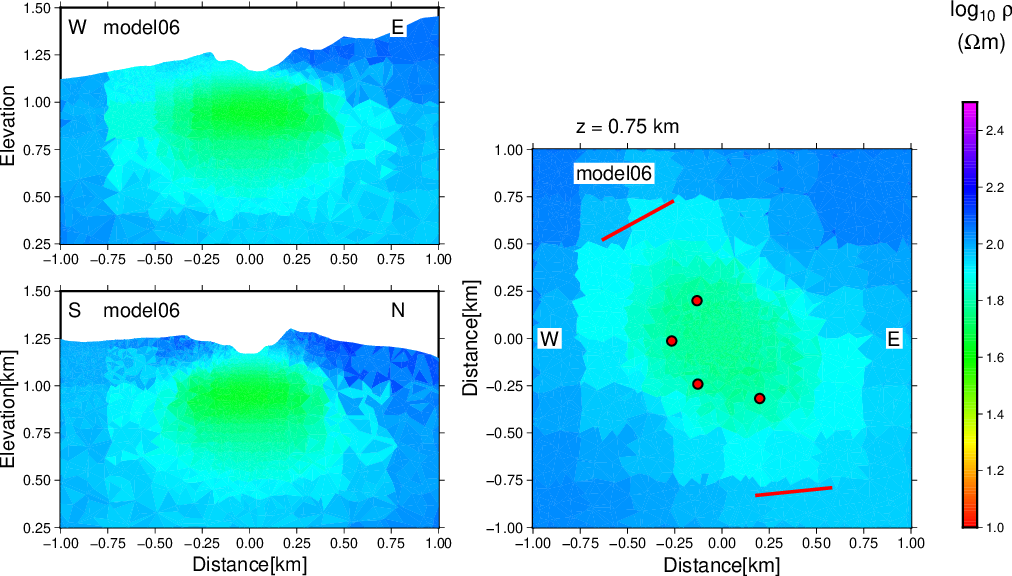 1.50
W model06 E
1.25
1.00
0.75
0.50
0.25
Elevation
−1.00 −0.75 −0.50 −0.25 0.00 0.25 0.50 0.75 1.00
1.50
S model06 N
1.25
1.00
0.75
0.50
0.25
Elevation[km]
−1.00 −0.75 −0.50 −0.25 0.00 0.25 0.50 0.75 1.00
Distance[km]
z = 0.75 km
1.00
model06
0.75
0.50
0.25
W 0.00 E
−0.25
−0.50
−0.75
−1.00
Distance[km]
−1.00 −0.75 −0.50 −0.25 0.00 0.25 0.50 0.75 1.00
Distance[km]
log₁₀ ρ
(Ωm)
2.4
2.2
2.0
1.8
1.6
1.4
1.2
1.0